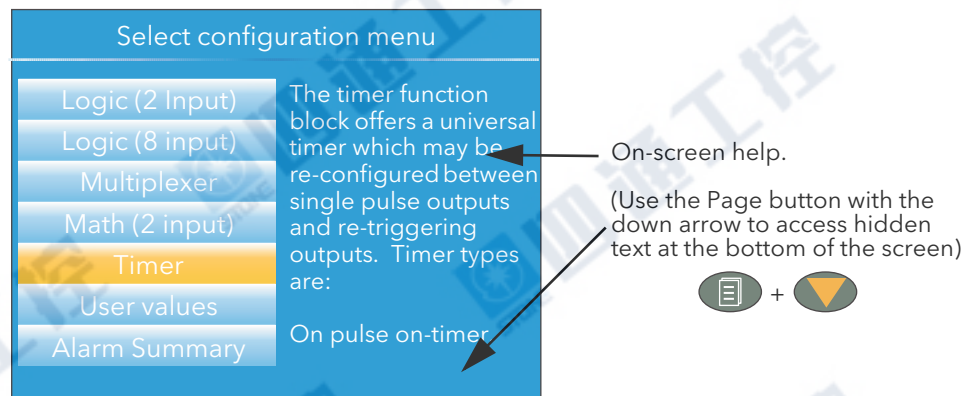 Select configuration menu
Logic (2 Input)
Logic (8 input)
Multiplexer
Math (2 input)
Timer
User values
Alarm Summary
The timer function
block offers a universal
timer which may be
re-configured between
single pulse outputs
and re-triggering
outputs. Timer types
are:
On pulse on-timer
On-screen help.
(Use the Page button with the
down arrow to access hidden
text at the bottom of the screen)
+